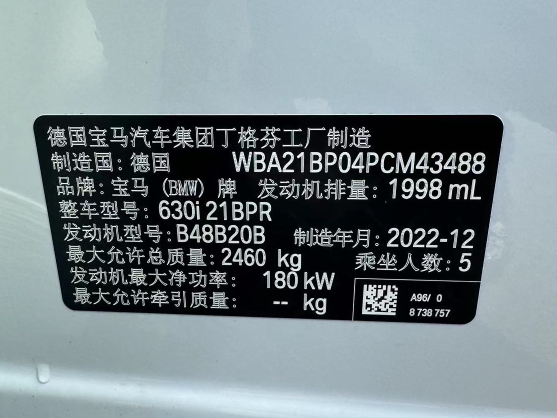 德国宝马汽车集团丁格芬工厂制造
制造国: 德国 WBA21BP04PCM43488
品牌: 宝马 (BMW) 牌 发动机排量: 1998 mL
整车型号: 630i 21BPR
发动机型号: B48B20B 制造年月: 2022-12
最大允许总质量: 2460 kg 乘坐人数: 5
发动机最大净功率: 180 kW
最大允许牵引质量: -- kg
A96/ 0
8 738 757